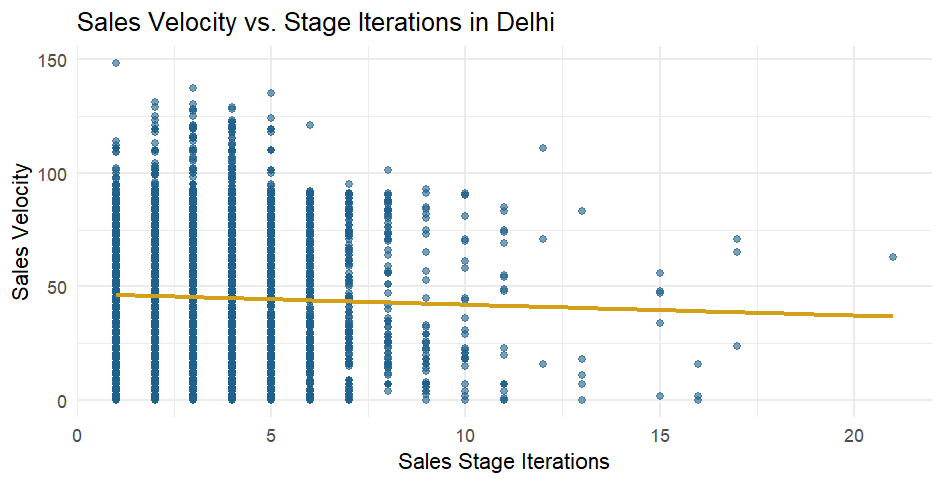 Sales Velocity vs. Stage Iterations in Delhi
Sales Velocity
150
100
50
0
0 5 10 15 20
Sales Stage Iterations